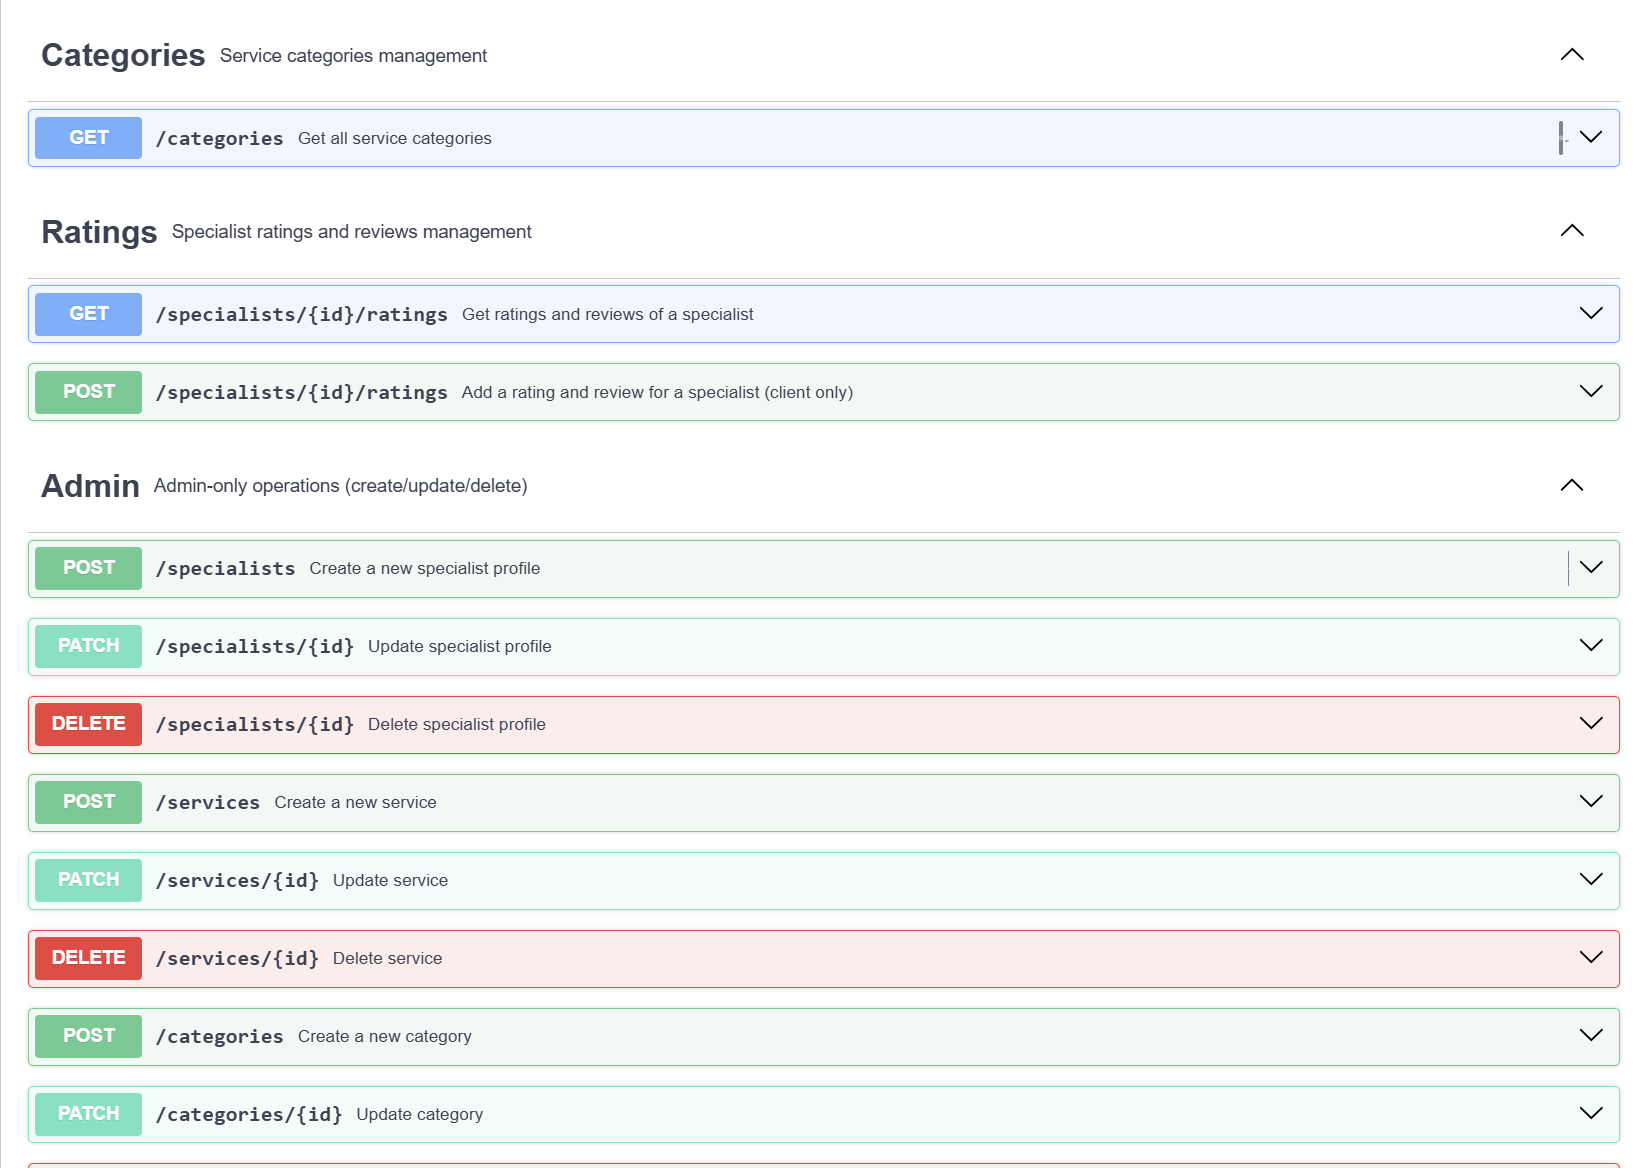 Categories Service categories management
GET /categories Get all service categories
Ratings Specialist ratings and reviews management
GET /specialists/{id}/ratings Get ratings and reviews of a specialist
POST /specialists/{id}/ratings Add a rating and review for a specialist (client only)
Admin Admin-only operations (create/update/delete)
POST /specialists Create a new specialist profile
PATCH /specialists/{id} Update specialist profile
DELETE /specialists/{id} Delete specialist profile
POST /services Create a new service
PATCH /services/{id} Update service
DELETE /services/{id} Delete service
POST /categories Create a new category
PATCH /categories/{id} Update category